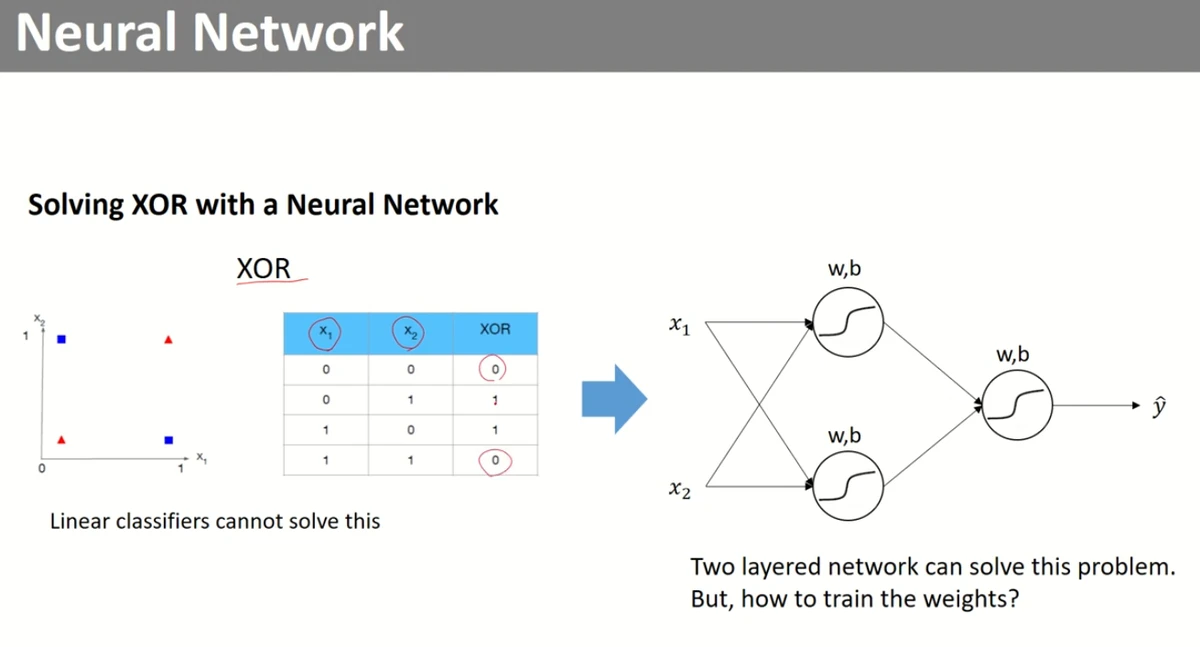 Neural Network
Solving XOR with a Neural Network
XOR
x₂
1
0
1
x₁
x₁ x₂ XOR
0 0 0
0 1 1
1 0 1
1 1 0
Linear classifiers cannot solve this
w,b
x₁
w,b
ŷ
w,b
x₂
Two layered network can solve this problem.
But, how to train the weights?